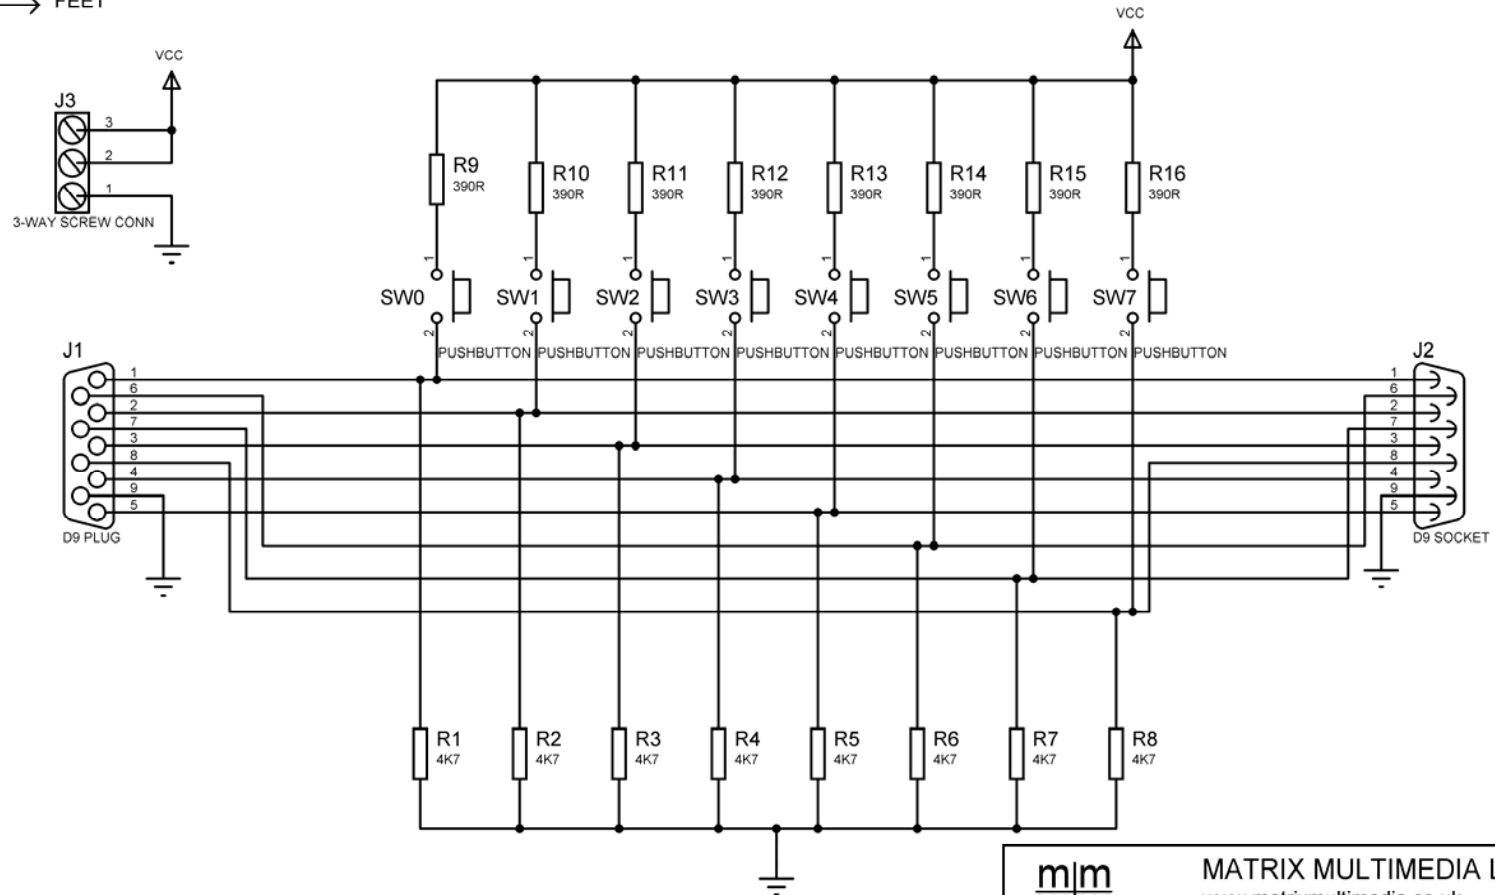 FEET
VCC
VCC
J3
3
2
1
3-WAY SCREW CONN
R9
390R
R10
390R
R11
390R
R12
390R
R13
390R
R14
390R
R15
390R
R16
390R
1 1 1 1 1 1 1 1
SW0 SW1 SW2 SW3 SW4 SW5 SW6 SW7
2 2 2 2 2 2 2 2
PUSHBUTTON PUSHBUTTON PUSHBUTTON PUSHBUTTON PUSHBUTTON PUSHBUTTON PUSHBUTTON PUSHBUTTON
J1
1
6
2
7
3
8
4
9
5
D9 PLUG
J2
1
6
2
7
3
8
4
9
5
D9 SOCKET
R1
4K7
R2
4K7
R3
4K7
R4
4K7
R5
4K7
R6
4K7
R7
4K7
R8
4K7
m|m
MATRIX MULTIMEDIA L